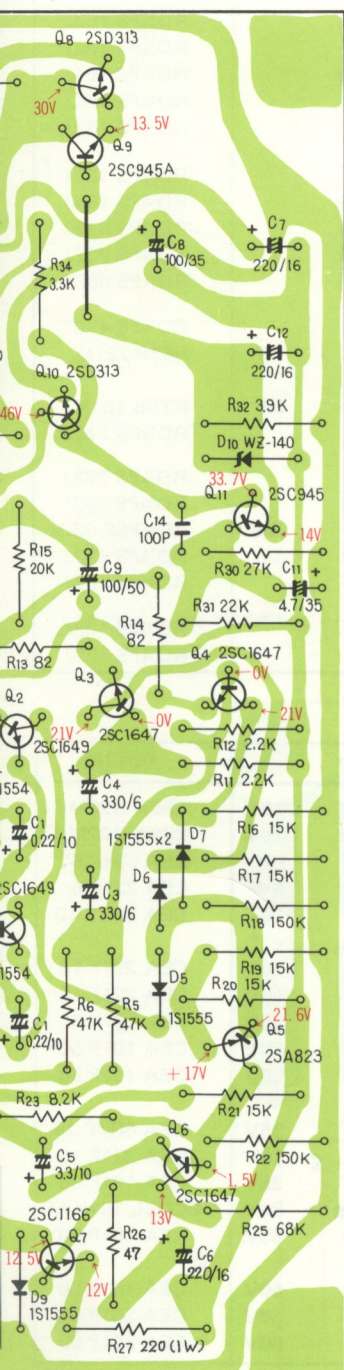 Q8 2SD313
30V
13.5V
Q9
2SC945A
C7
220/16
C8
100/35
R34
3.3K
C12
220/16
Q10 2SD313
46V
R32 3.9K
D10 WZ-140
33.7V
Q11 2SC945
C14
100P
14V
R15
20K
C9
100/50
R30 27K
C11
4.7/35
R14
82
R31 22K
R13 82
Q3
Q4 2SC1647
0V
Q2
21V
0V
21V
2SC1649
2SC1647
R12 2.2K
1554
C4
330/6
R11 2.2K
C1
0.22/10
1S1555x2
D7
R16 15K
D6
R17 15K
2SC1649
C3
330/6
R18 150K
1554
D5
R19 15K
R20 15K
R6
47K
R5
47K
1S1555
21.6V
C1
0.22/10
Q5
2SA823
+17V
R23 8.2K
R21 15K
Q6
R22 150K
C5
3.3/10
1.5V
2SC1647
13V
2SC1166
R25 68K
Q7
R26
47
C6
220/16
12.5V
12V
D9
1S1555
R27 220 (1W)